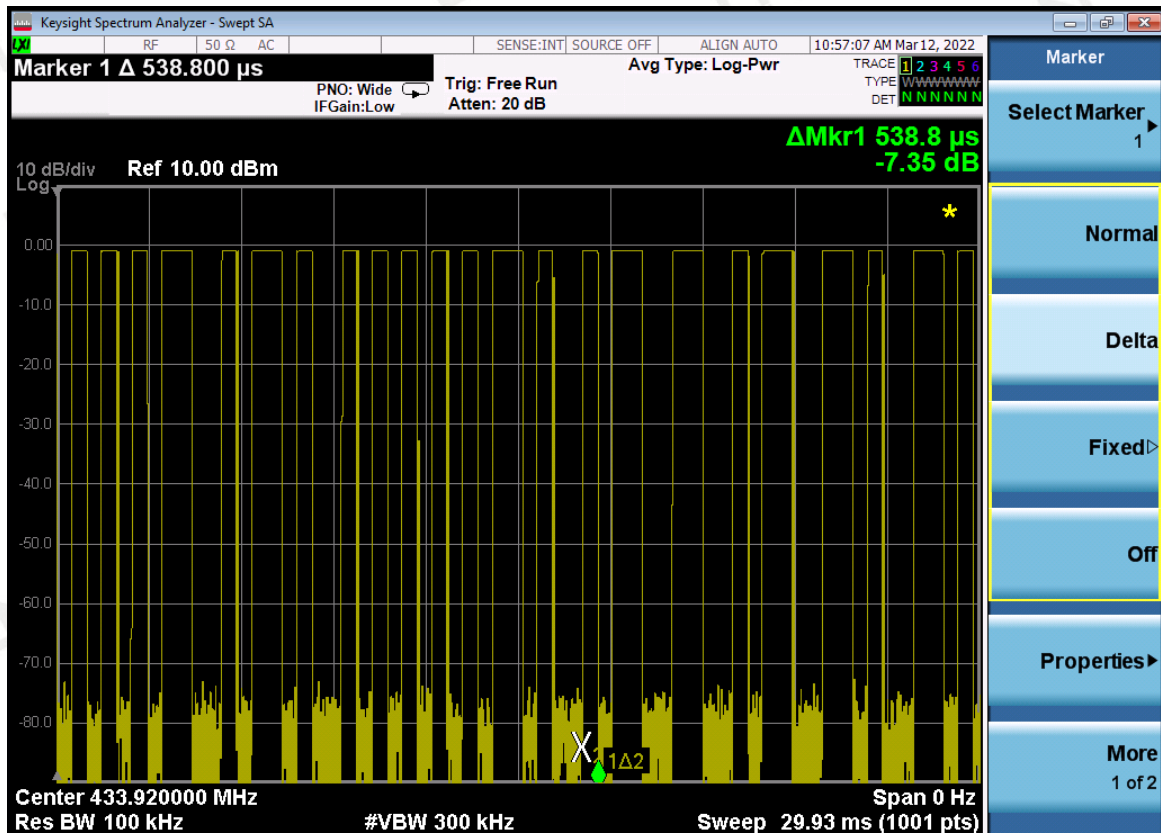 Keysight Spectrum Analyzer - Swept SA
LXI RF 50 Ω AC SENSE:INT SOURCE OFF ALIGN AUTO 10:57:07 AM Mar 12, 2022
Marker 1 Δ 538.800 μs
PNO: Wide
IFGain:Low
Trig: Free Run
Atten: 20 dB
Avg Type: Log-Pwr
TRACE 1 2 3 4 5 6
TYPE WWWWWW
DET N N N N N N
ΔMkr1 538.8 μs
-7.35 dB
10 dB/div Ref 10.00 dBm
Log
0.00
-10.0
-20.0
-30.0
-40.0
-50.0
-60.0
-70.0
-80.0
X 2 1Δ2
*
Center 433.920000 MHz Span 0 Hz
Res BW 100 kHz #VBW 300 kHz Sweep 29.93 ms (1001 pts)
Marker
Select Marker
1
Normal
Delta
Fixed
Off
Properties
More
1 of 2